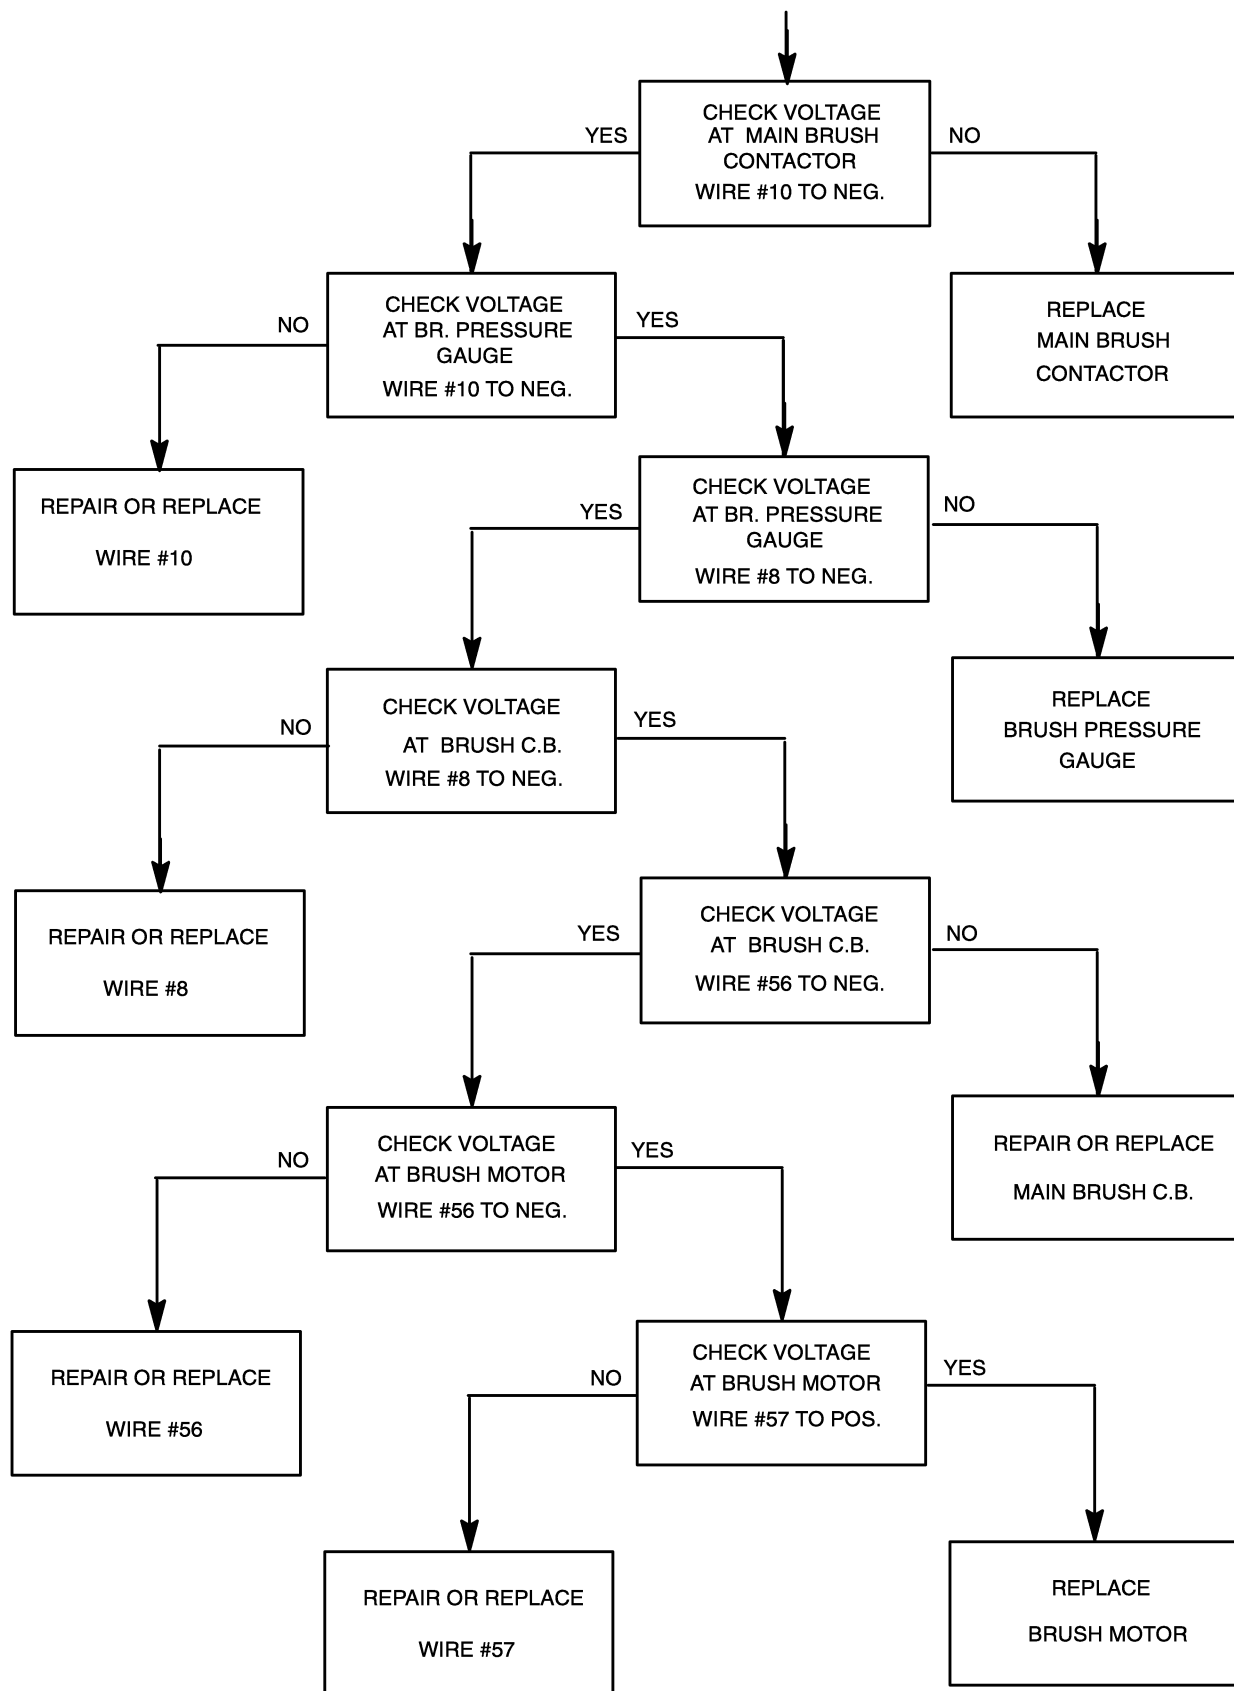 CHECK VOLTAGE
AT MAIN BRUSH
CONTACTOR
WIRE #10 TO NEG.
YES
NO
CHECK VOLTAGE
AT BR. PRESSURE
GAUGE
WIRE #10 TO NEG.
NO
YES
REPLACE
MAIN BRUSH
CONTACTOR
REPAIR OR REPLACE
WIRE #10
CHECK VOLTAGE
AT BR. PRESSURE
GAUGE
WIRE #8 TO NEG.
YES
NO
CHECK VOLTAGE
AT BRUSH C.B.
WIRE #8 TO NEG.
NO
YES
REPLACE
BRUSH PRESSURE
GAUGE
REPAIR OR REPLACE
WIRE #8
CHECK VOLTAGE
AT BRUSH C.B.
WIRE #56 TO NEG.
YES
NO
CHECK VOLTAGE
AT BRUSH MOTOR
WIRE #56 TO NEG.
NO
YES
REPAIR OR REPLACE
MAIN BRUSH C.B.
REPAIR OR REPLACE
WIRE #56
CHECK VOLTAGE
AT BRUSH MOTOR
WIRE #57 TO POS.
NO
YES
REPAIR OR REPLACE
WIRE #57
REPLACE
BRUSH MOTOR